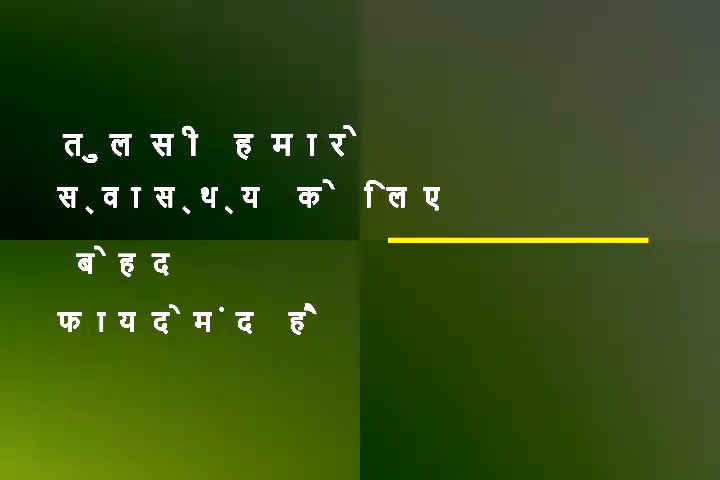 तुलसी हमारे
स्वास्थ्य के लिए
बेहद
फायदेमंद है